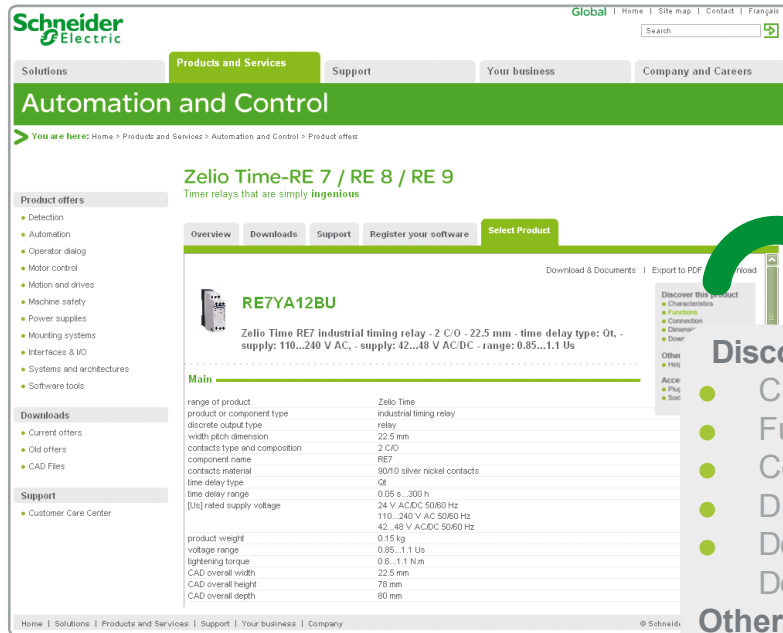 Global | Home | Site map | Contact | Français
Schneider
Electric
Search
Solutions
Products and Services
Support
Your business
Company and Careers
Automation and Control
You are here: Home > Products and Services > Automation and Control > Product offers
Zelio Time-RE 7 / RE 8 / RE 9
Timer relays that are simply ingenious
Product offers
Detection
Automation
Operator dialog
Motor control
Motion and drives
Machine safety
Power supplies
Mounting systems
Interfaces & I/O
Systems and architectures
Software tools
Downloads
Current offers
Old offers
CAD Files
Support
Customer Care Center
Overview
Downloads
Support
Register your software
Select Product
Download & Documents | Export to PDF
RE7YA12BU
Zelio Time RE7 industrial timing relay - 2 C/O - 22.5 mm - time delay type: Qt, -
supply: 110...240 V AC, - supply: 42...48 V AC/DC - range: 0.85...1.1 Us
Discover this product
Characteristics
Functions
Connection
Main
range of product Zelio Time
product or component type industrial timing relay
discrete output type relay
width pitch dimension 22.5 mm
contacts type and composition 2 C/O
component name RE7
contacts material 90/10 silver nickel contacts
time delay type Qt
time delay range 0.05 s...300 h
[Us] rated supply voltage 24 V AC/DC 50/60 Hz
110...240 V AC 50/60 Hz
42...48 V AC/DC 50/60 Hz
product weight 0.15 kg
voltage range 0.85...1.1 Us
tightening torque 0.6...1.1 N.m
CAD overall width 22.5 mm
CAD overall height 78 mm
CAD overall depth 80 mm
Disco
C
Fu
C
D
De
De
Other
Home | Solutions | Products and Services | Support | Your business | Company
© Schneide